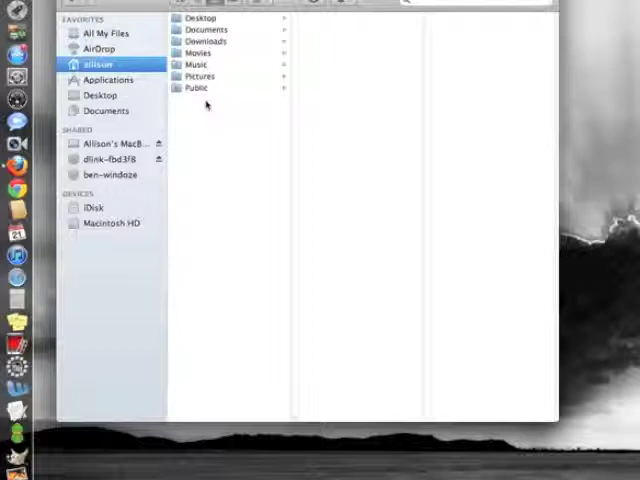 FAVORITES
All My Files
AirDrop
allison
Applications
Desktop
Documents
SHARED
Allison's MacB...
dlink-fbd3f8
ben-windoze
DEVICES
iDisk
Macintosh HD
Desktop
Documents
Downloads
Movies
Music
Pictures
Public
21